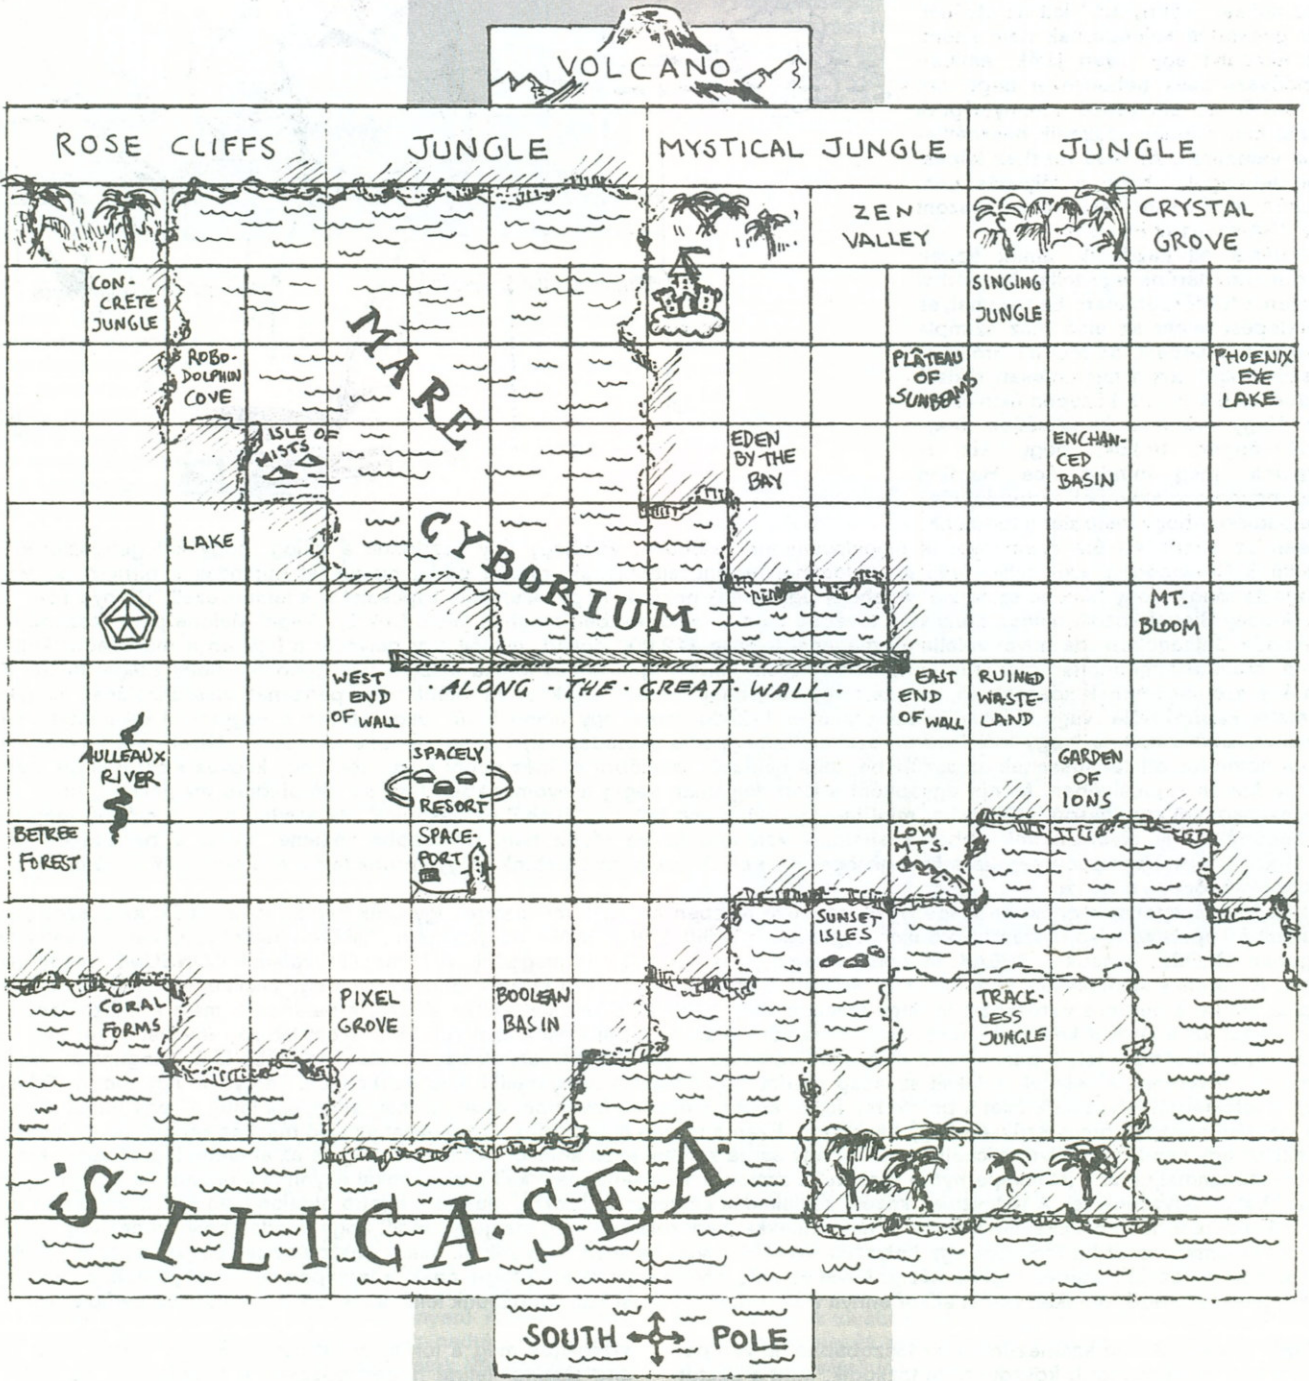 VOLCANO
ROSE CLIFFS
JUNGLE
MYSTICAL JUNGLE
JUNGLE
ZEN
VALLEY
CRYSTAL
GROVE
CON-
CRETE
JUNGLE
SINGING
JUNGLE
MARE
ROBO-
DOLPHIN
COVE
PLÂTEAU
OF
SUNBEAMS
PHOENIX
EYE
LAKE
ISLE OF
MISTS
EDEN
BY THE
BAY
ENCHAN-
CED
BASIN
LAKE
CYBORIUM
MT.
BLOOM
WEST
END
OF WALL
ALONG · THE · GREAT · WALL ·
EAST
END
OF WALL
RUINED
WASTE-
LAND
AULLEAUX
RIVER
SPACELY
RESORT
GARDEN
OF
IONS
BETREE
FOREST
SPACE-
PORT
LOW
MTS.
SUNSET
ISLES
CORAL
FORMS
PIXEL
GROVE
BOOLEAN
BASIN
TRACK-
LESS
JUNGLE
·SILICA·SEA·
SOUTH POLE